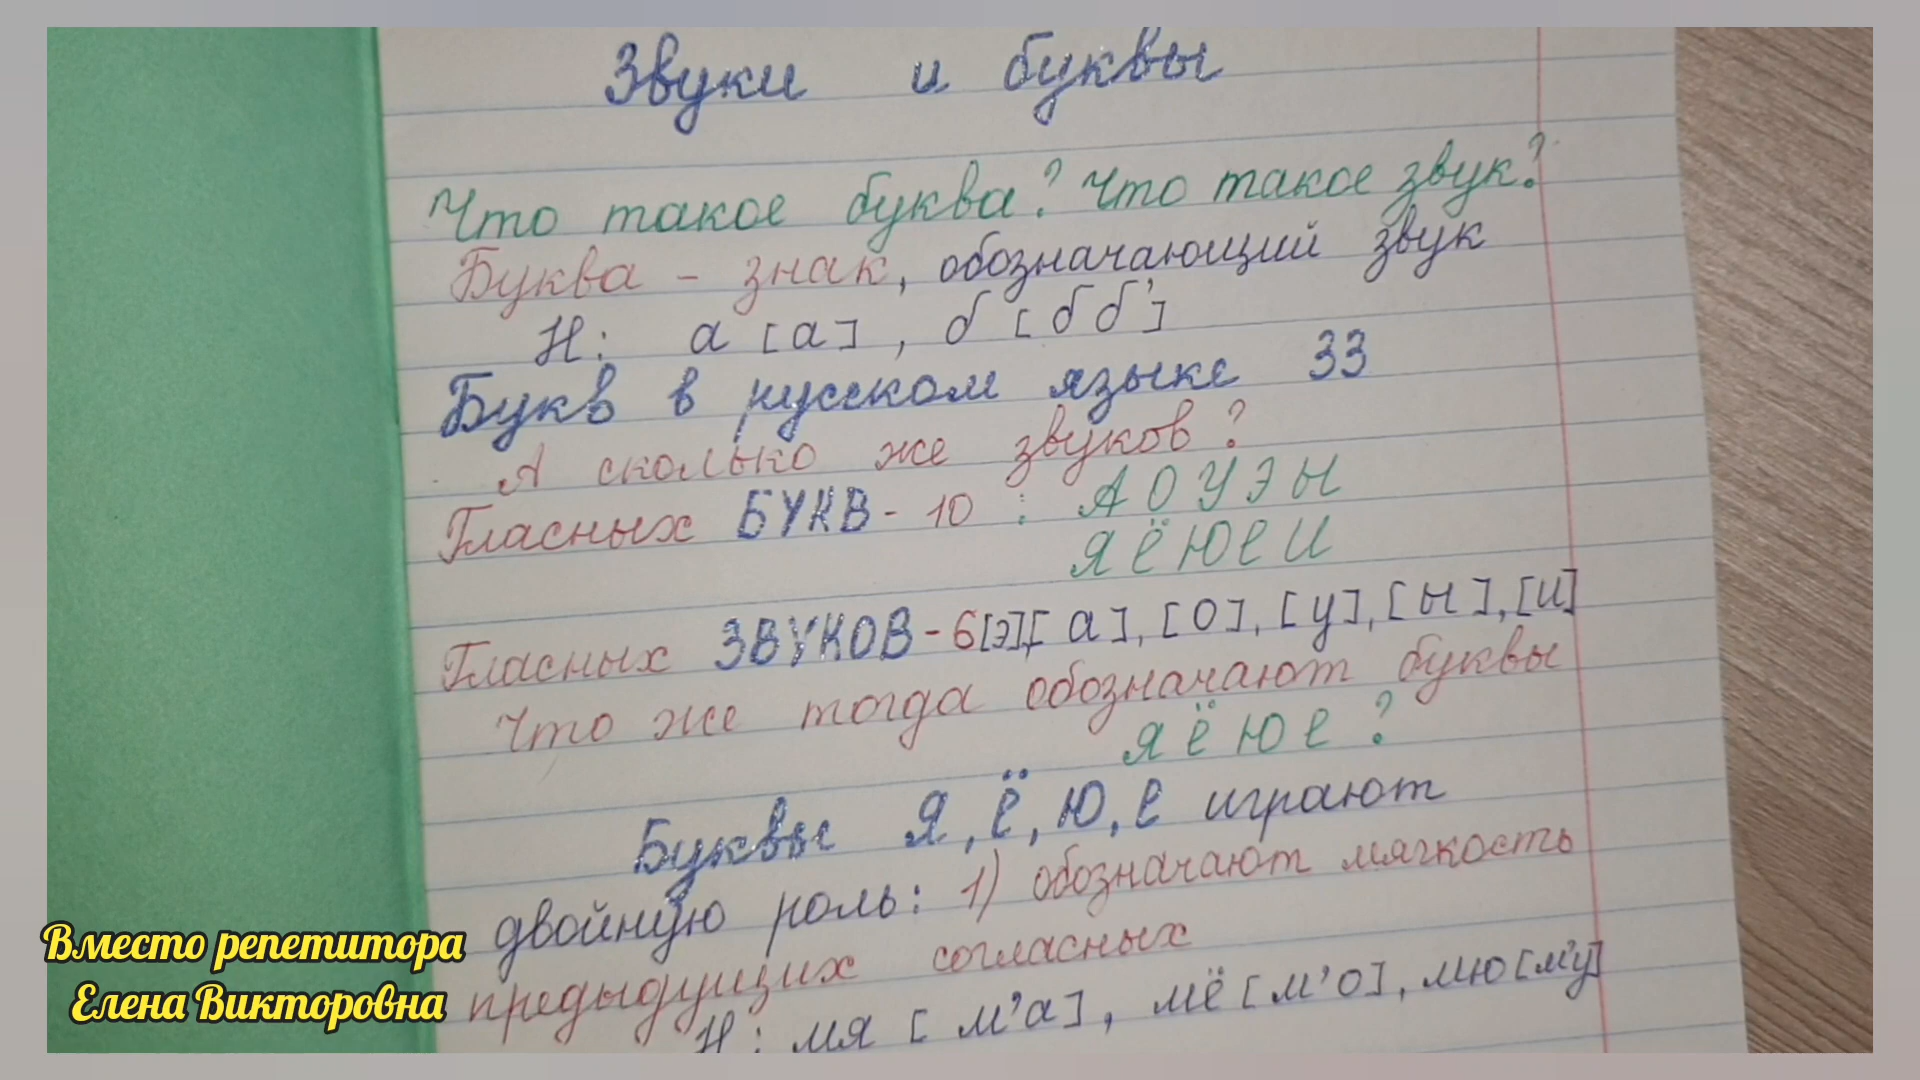 Звуки и буквы
Что такое буква? Что такое звук?
Буква - знак, обозначающий звук
Н: а [а], б [б б']
Букв в русском языке 33
А сколько же звуков?
Гласных БУКВ - 10 : А О У Э Ы
Я Ё Ю Е И
Гласных ЗВУКОВ - 6 [э], [а], [о], [у], [ы], [и]
Что же тогда обозначают буквы
Я Ё Ю Е ?
Буквы Я, Ё, Ю, Е играют
двойную роль: 1) обозначают мягкость
предыдущих согласных
Н: мя [м'а], мё [м'о], мю [м'у]
Вместо репетитора
Елена Викторовна